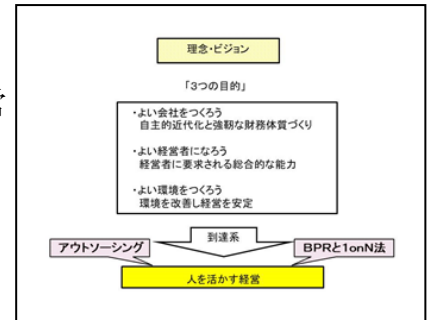 理念・ビジョン
「3つの目的」
・よい会社をつくろう
自主的近代化と強靭な財務体質づくり
・よい経営者になろう
経営者に要求される総合的な能力
・よい環境をつくろう
環境を改善し経営を安定
到達系
アウトソーシング
BPRと1onN法
人を活かす経営